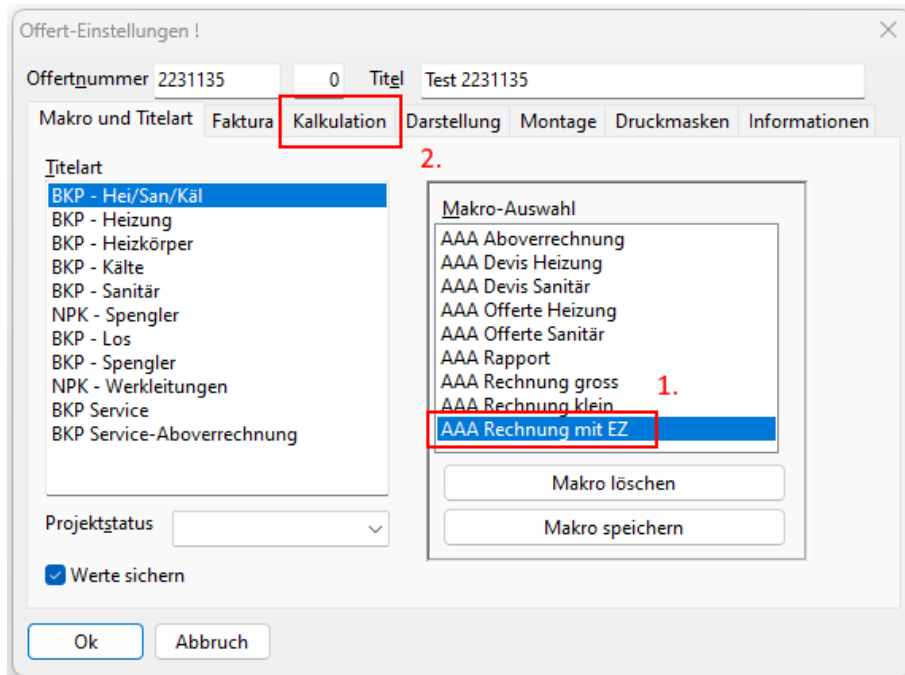 Offert-Einstellungen !
Offertnummer 2231135 0 Titel Test 2231135
Makro und Titelart Faktura Kalkulation Darstellung Montage Druckmasken Informationen
2.
Titelart
BKP - Hei/San/Käl
BKP - Heizung
BKP - Heizkörper
BKP - Kälte
BKP - Sanitär
NPK - Spengler
BKP - Los
BKP - Spengler
NPK - Werkleitungen
BKP Service
BKP Service-Aboverrechnung
Projektstatus
Werte sichern
Makro-Auswahl
AAA Aboverrechnung
AAA Devis Heizung
AAA Devis Sanitär
AAA Offerte Heizung
AAA Offerte Sanitär
AAA Rapport
AAA Rechnung gross
1.
AAA Rechnung klein
AAA Rechnung mit EZ
Makro löschen
Makro speichern
Ok Abbruch